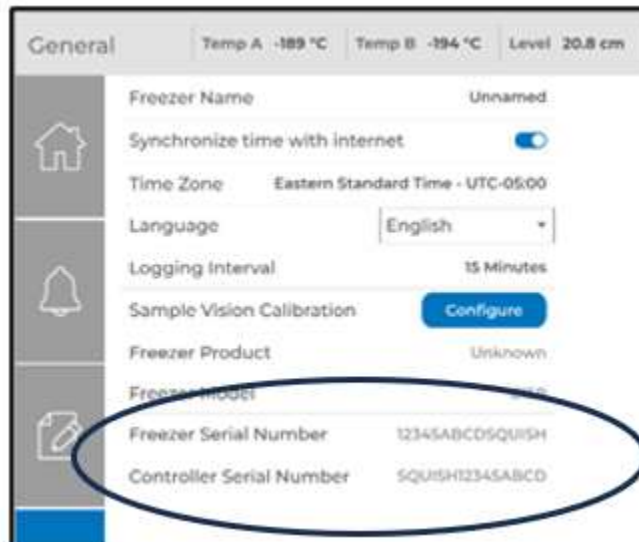 General Temp A -189 °C Temp B -194 °C Level 20.8 cm
Freezer Name Unnamed
Synchronize time with internet
Time Zone Eastern Standard Time - UTC-05:00
Language English
Logging Interval 15 Minutes
Sample Vision Calibration Configure
Freezer Product Unknown
Freezer Model
Freezer Serial Number 12345ABCDSQUISH
Controller Serial Number SQUISH12345ABCD